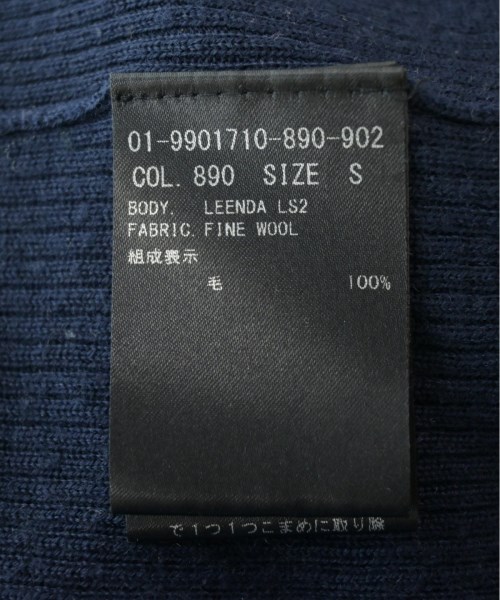 01-9901710-890-902
COL. 890 SIZE S
BODY. LEENDA LS2
FABRIC. FINE WOOL
組成表示
毛 100%
で1つ1つこまめに取り除